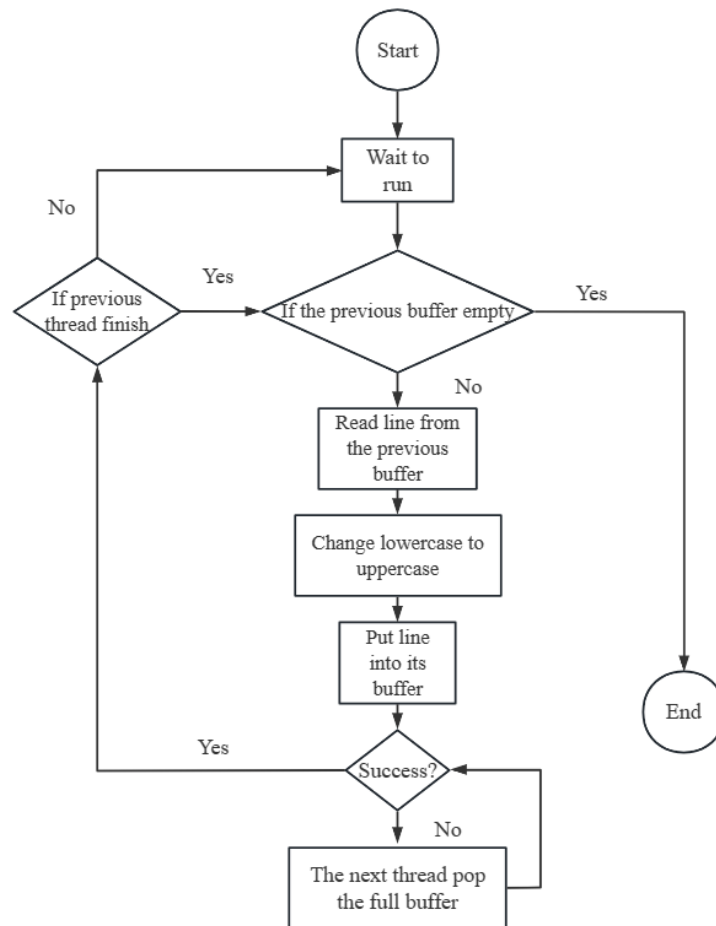 Start
Wait to
run
No
Yes
If previous
thread finish
If the previous buffer empty
Yes
No
Read line from
the previous
buffer
Change lowercase to
uppercase
Put line
into its
buffer
End
Yes
Success?
No
The next thread pop
the full buffer